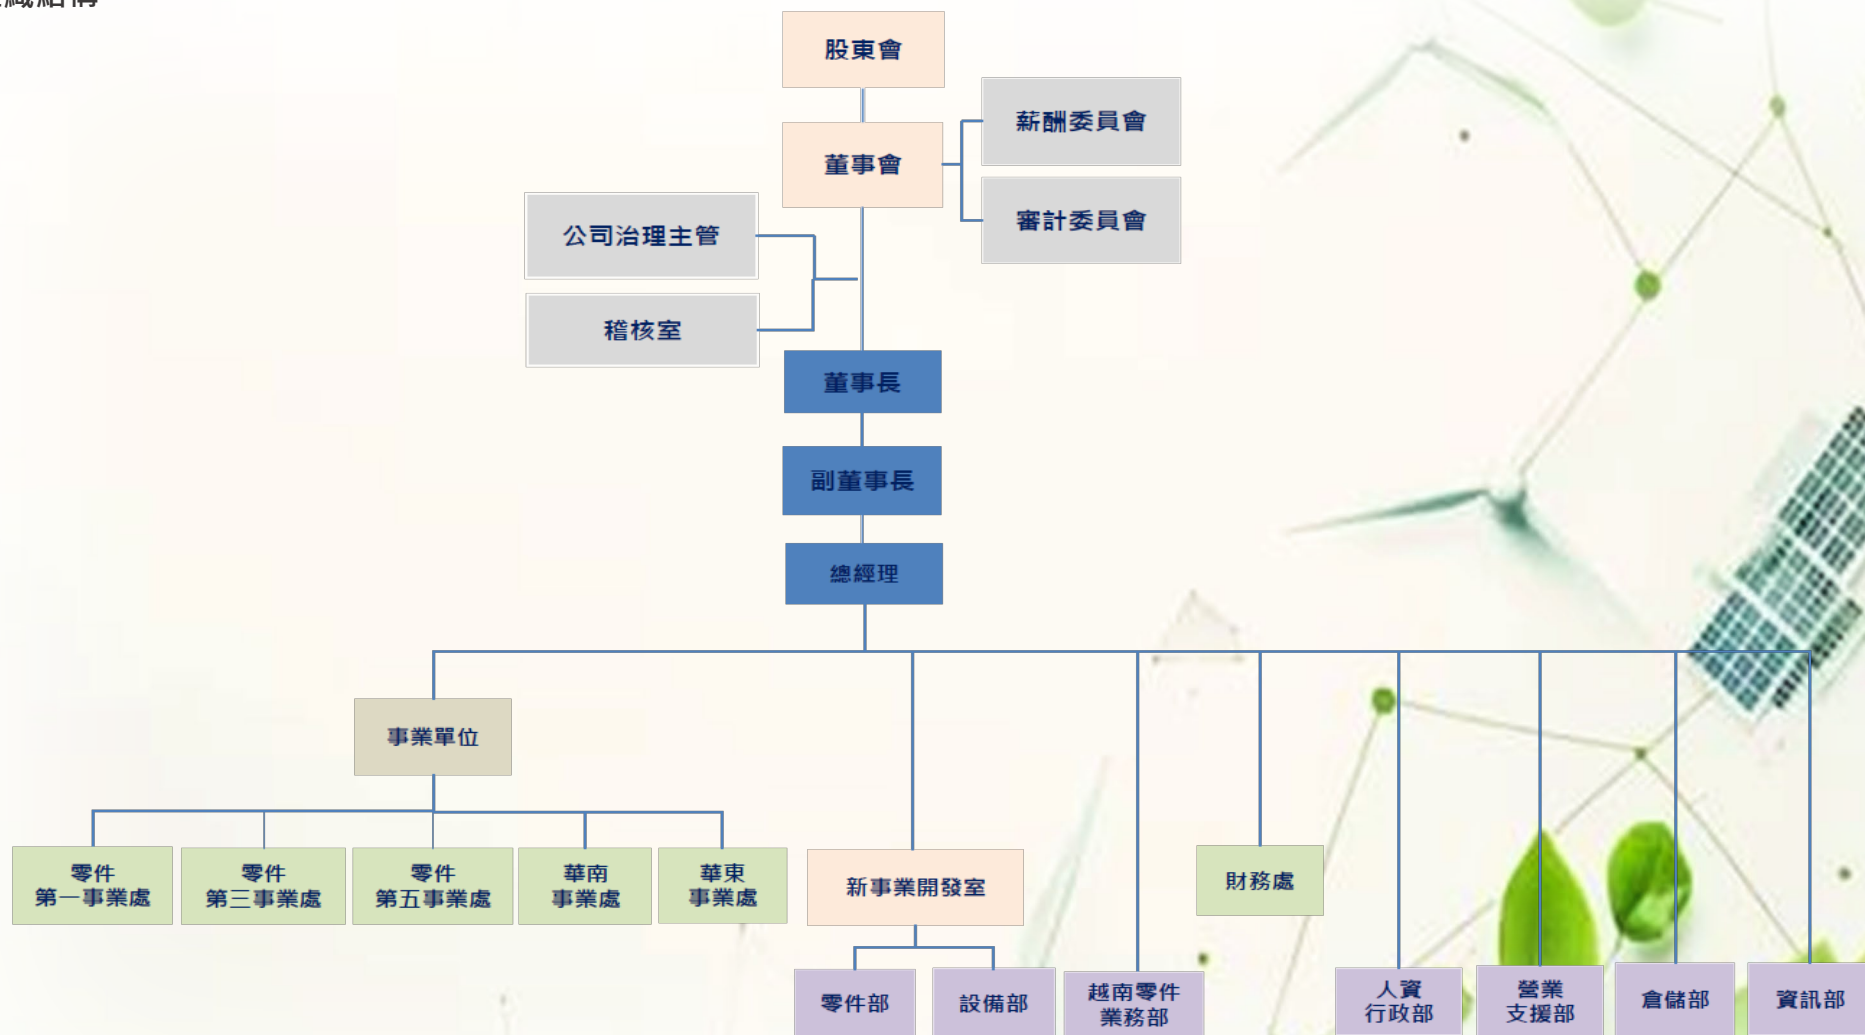 股東會
薪酬委員會
董事會
審計委員會
公司治理主管
稽核室
董事長
副董事長
總經理
事業單位
零件
第一事業處
零件
第三事業處
零件
第五事業處
華南
事業處
華東
事業處
新事業開發室
財務處
零件部
設備部
越南零件
業務部
人資
行政部
營業
支援部
倉儲部
資訊部